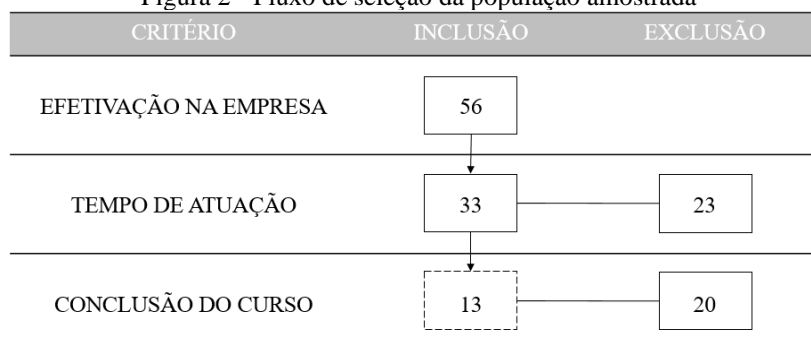 Figura 2 - Fluxo de seleção da população amostrada
CRITÉRIO INCLUSÃO EXCLUSÃO
EFETIVAÇÃO NA EMPRESA 56
TEMPO DE ATUAÇÃO 33 23
CONCLUSÃO DO CURSO 13 20